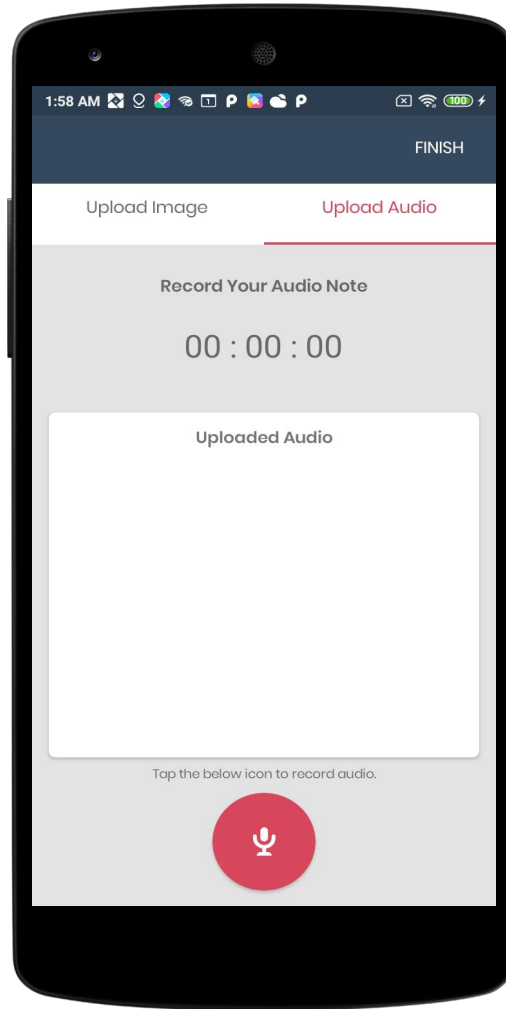 1:58 AM 100
FINISH
Upload Image Upload Audio
Record Your Audio Note
00 : 00 : 00
Uploaded Audio
Tap the below icon to record audio.